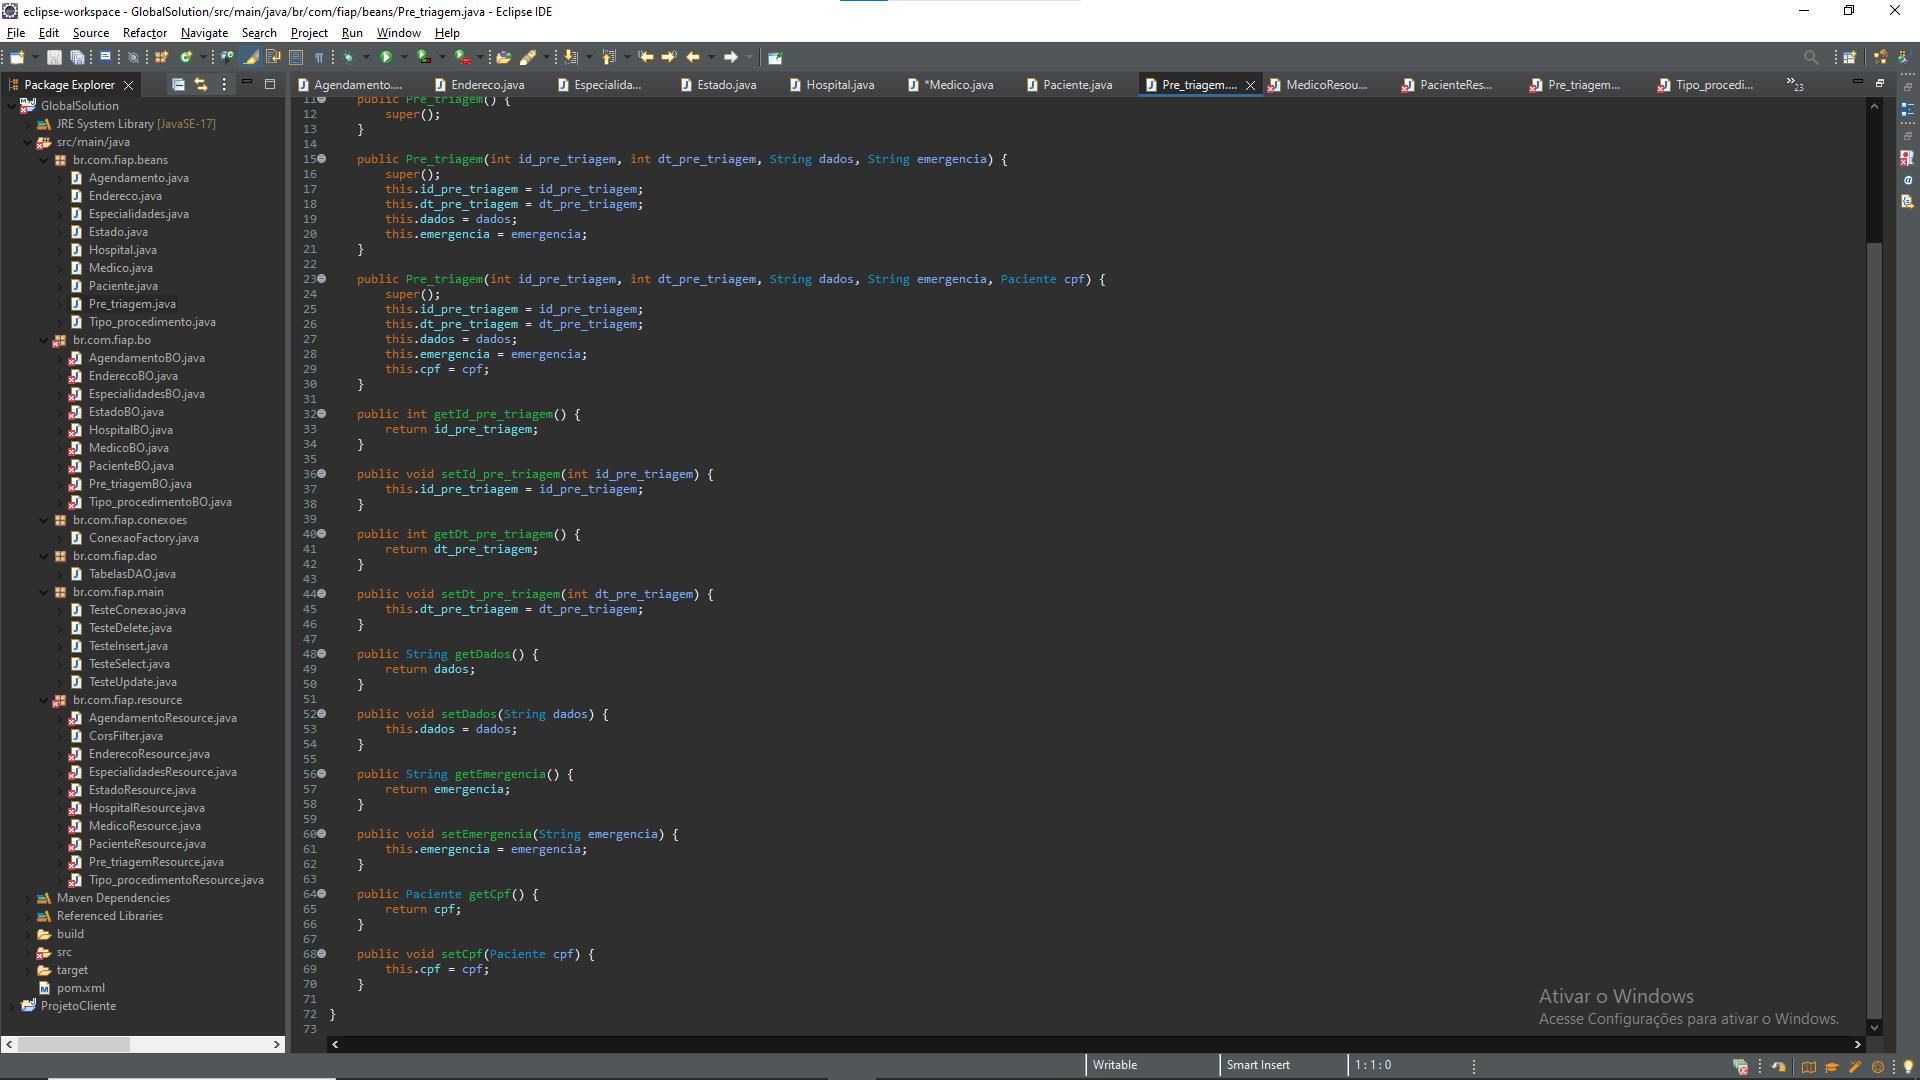 eclipse-workspace - GlobalSolution/src/main/java/br/com/fiap/beans/Pre_triagem.java - Eclipse IDE
File Edit Source Refactor Navigate Search Project Run Window Help
Package Explorer
Agendamento.... Endereco.java Especialida... Estado.java Hospital.java *Medico.java Paciente.java Pre_triagem.... MedicoResou... PacienteRes... Pre_triagem... Tipo_procedi... »23
GlobalSolution
JRE System Library [JavaSE-17]
src/main/java
br.com.fiap.beans
Agendamento.java
Endereco.java
Especialidades.java
Estado.java
Hospital.java
Medico.java
Paciente.java
Pre_triagem.java
Tipo_procedimento.java
br.com.fiap.bo
AgendamentoBO.java
EnderecoBO.java
EspecialidadesBO.java
EstadoBO.java
HospitalBO.java
MedicoBO.java
PacienteBO.java
Pre_triagemBO.java
Tipo_procedimentoBO.java
br.com.fiap.conexoes
ConexaoFactory.java
br.com.fiap.dao
TabelasDAO.java
br.com.fiap.main
TesteConexao.java
TesteDelete.java
TesteInsert.java
TesteSelect.java
TesteUpdate.java
br.com.fiap.resource
AgendamentoResource.java
CorsFilter.java
EnderecoResource.java
EspecialidadesResource.java
EstadoResource.java
HospitalResource.java
MedicoResource.java
PacienteResource.java
Pre_triagemResource.java
Tipo_procedimentoResource.java
Maven Dependencies
Referenced Libraries
build
src
target
pom.xml
ProjetoCliente
11 public Pre_triagem() {
12 super();
13 }
14
15 public Pre_triagem(int id_pre_triagem, int dt_pre_triagem, String dados, String emergencia) {
16 super();
17 this.id_pre_triagem = id_pre_triagem;
18 this.dt_pre_triagem = dt_pre_triagem;
19 this.dados = dados;
20 this.emergencia = emergencia;
21 }
22
23 public Pre_triagem(int id_pre_triagem, int dt_pre_triagem, String dados, String emergencia, Paciente cpf) {
24 super();
25 this.id_pre_triagem = id_pre_triagem;
26 this.dt_pre_triagem = dt_pre_triagem;
27 this.dados = dados;
28 this.emergencia = emergencia;
29 this.cpf = cpf;
30 }
31
32 public int getId_pre_triagem() {
33 return id_pre_triagem;
34 }
35
36 public void setId_pre_triagem(int id_pre_triagem) {
37 this.id_pre_triagem = id_pre_triagem;
38 }
39
40 public int getDt_pre_triagem() {
41 return dt_pre_triagem;
42 }
43
44 public void setDt_pre_triagem(int dt_pre_triagem) {
45 this.dt_pre_triagem = dt_pre_triagem;
46 }
47
48 public String getDados() {
49 return dados;
50 }
51
52 public void setDados(String dados) {
53 this.dados = dados;
54 }
55
56 public String getEmergencia() {
57 return emergencia;
58 }
59
60 public void setEmergencia(String emergencia) {
61 this.emergencia = emergencia;
62 }
63
64 public Paciente getCpf() {
65 return cpf;
66 }
67
68 public void setCpf(Paciente cpf) {
69 this.cpf = cpf;
70 }
71
72 }
73
Ativar o Windows
Acesse Configurações para ativar o Windows.
Writable Smart Insert 1 : 1 : 0